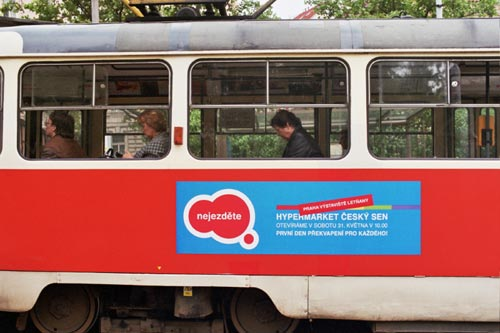 nejezděte
PRAHA VÝSTAVIŠTĚ LETŇANY
HYPERMARKET ČESKÝ SEN
OTEVÍRÁME V SOBOTU 31. KVĚTNA V 10.00
PRVNÍ DEN PŘEKVAPENÍ PRO KAŽDÉHO!